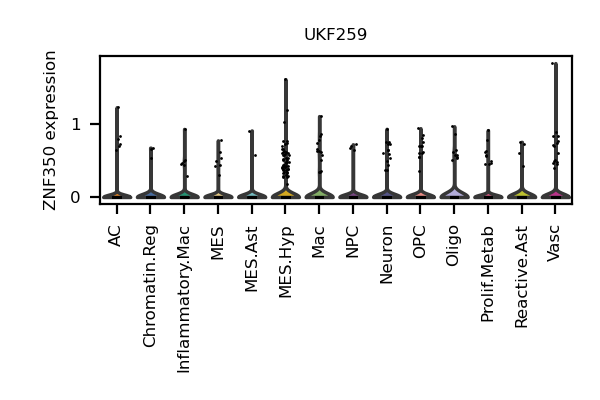 UKF259
ZNF350 expression
1
0
AC
Chromatin.Reg
Inflammatory.Mac
MES
MES.Ast
MES.Hyp
Mac
NPC
Neuron
OPC
Oligo
Prolif.Metab
Reactive.Ast
Vasc